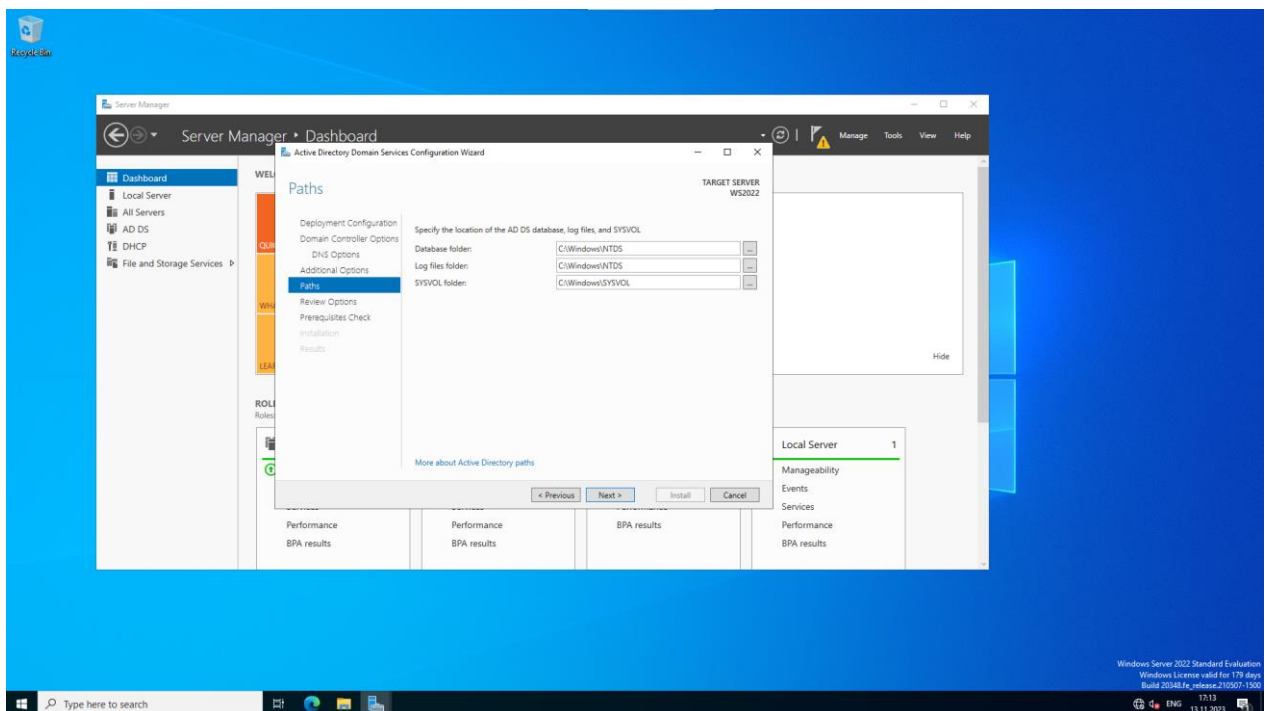 Recycle Bin
Server Manager
Server Manager • Dashboard
Manage Tools View Help
Dashboard
Local Server
All Servers
AD DS
DHCP
File and Storage Services
Active Directory Domain Services Configuration Wizard
Paths
TARGET SERVER
WS2022
Deployment Configuration
Domain Controller Options
DNS Options
Additional Options
Paths
Review Options
Prerequisites Check
Installation
Results
Specify the location of the AD DS database, log files, and SYSVOL
Database folder: C:\Windows\NTDS ...
Log files folder: C:\Windows\NTDS ...
SYSVOL folder: C:\Windows\SYSVOL ...
More about Active Directory paths
< Previous Next > Install Cancel
Hide
Local Server 1
Manageability
Events
Services
Performance
BPA results
Performance
BPA results
Performance
BPA results
BPA results
Windows Server 2022 Standard Evaluation
Windows License valid for 179 days
Build 20348.fe_release.210507-1500
Type here to search
ENG
17:13
13.11.2023